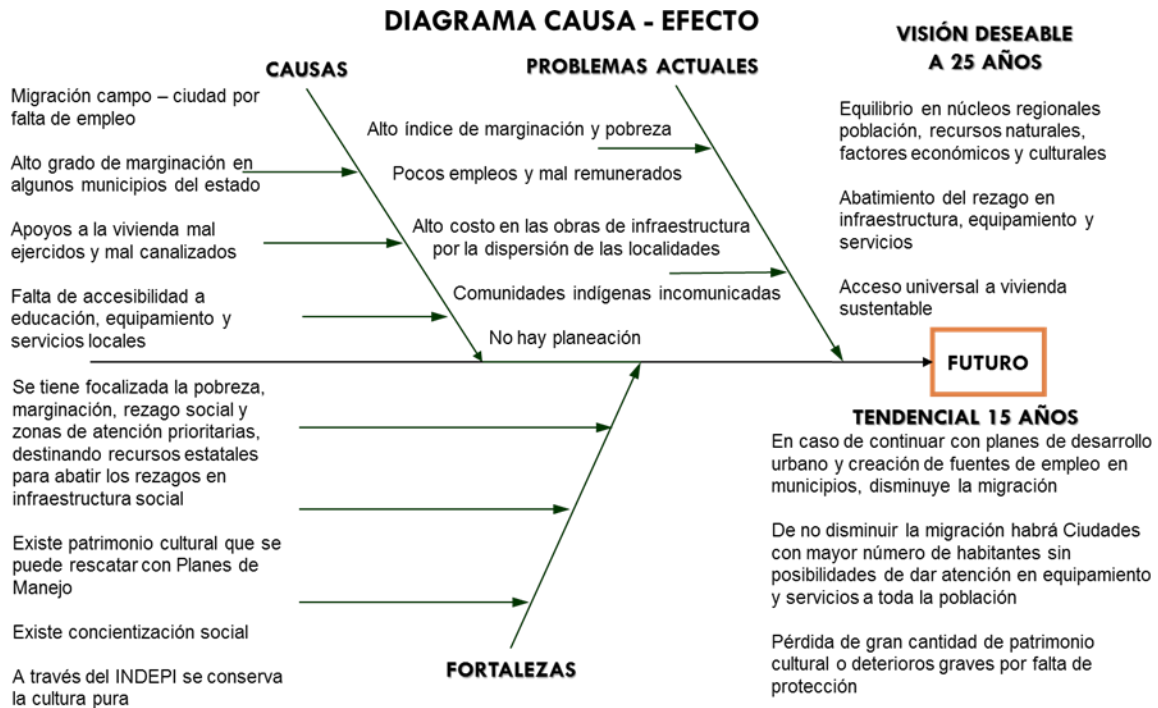 DIAGRAMA CAUSA - EFECTO
CAUSAS
Migración campo – ciudad por
falta de empleo
Alto grado de marginación en
algunos municipios del estado
Apoyos a la vivienda mal
ejercidos y mal canalizados
Falta de accesibilidad a
educación, equipamiento y
servicios locales
PROBLEMAS ACTUALES
Alto índice de marginación y pobreza
Pocos empleos y mal remunerados
Alto costo en las obras de infraestructura
por la dispersión de las localidades
Comunidades indígenas incomunicadas
No hay planeación
VISIÓN DESEABLE
A 25 AÑOS
Equilibrio en núcleos regionales
población, recursos naturales,
factores económicos y culturales
Abatimiento del rezago en
infraestructura, equipamiento y
servicios
Acceso universal a vivienda
sustentable
FUTURO
Se tiene focalizada la pobreza,
marginación, rezago social y
zonas de atención prioritarias,
destinando recursos estatales
para abatir los rezagos en
infraestructura social
Existe patrimonio cultural que se
puede rescatar con Planes de
Manejo
Existe concientización social
A través del INDEPI se conserva
la cultura pura
FORTALEZAS
TENDENCIAL 15 AÑOS
En caso de continuar con planes de desarrollo
urbano y creación de fuentes de empleo en
municipios, disminuye la migración
De no disminuir la migración habrá Ciudades
con mayor número de habitantes sin
posibilidades de dar atención en equipamiento
y servicios a toda la población
Pérdida de gran cantidad de patrimonio
cultural o deterioros graves por falta de
protección